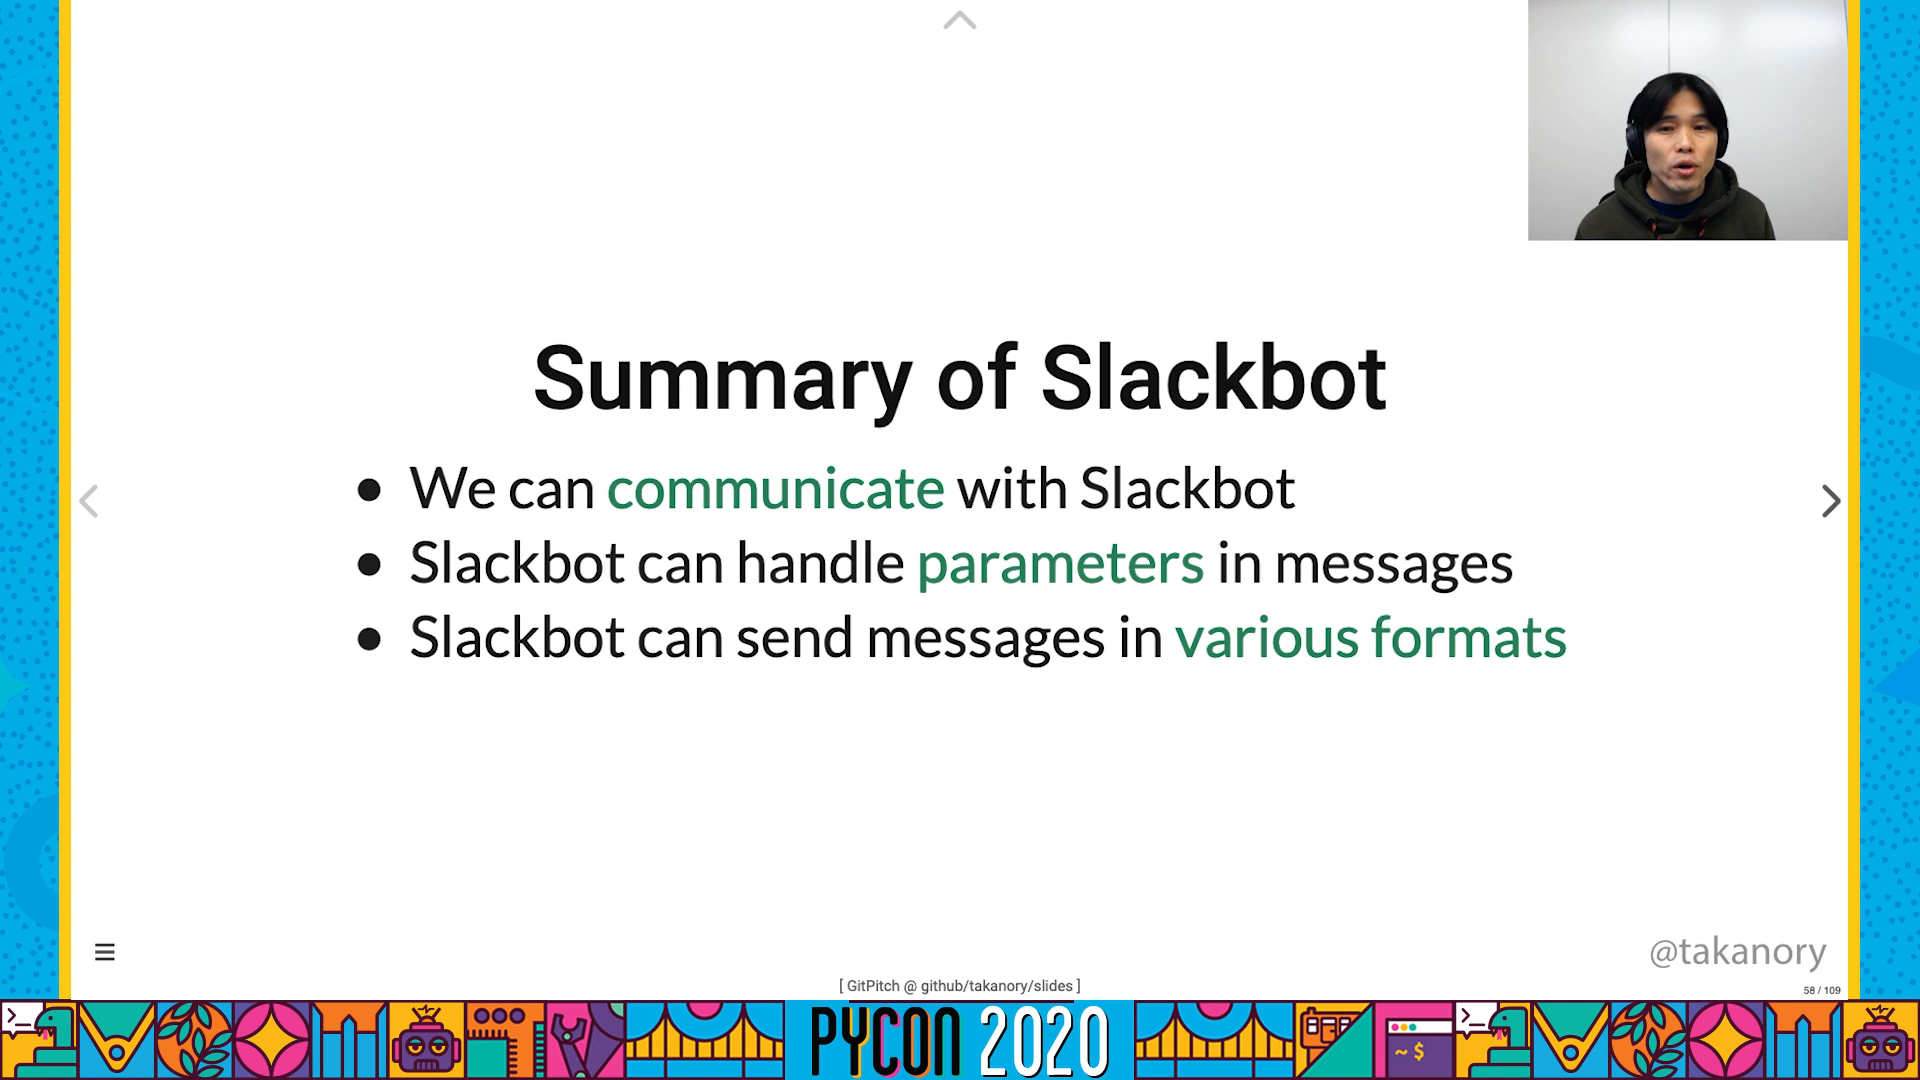 Summary of Slackbot
• We can communicate with Slackbot
• Slackbot can handle parameters in messages
• Slackbot can send messages in various formats
@takanory
[ GitPitch @ github/takanory/slides ]
58 / 109
PYCON 2020
~ $